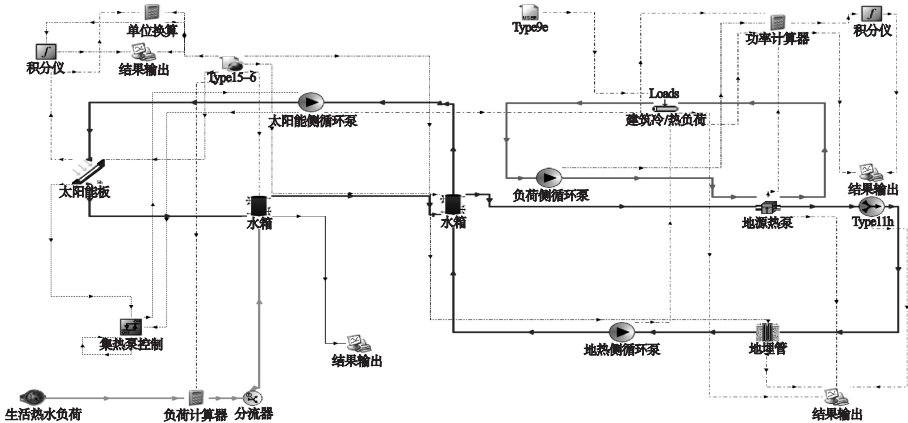 单位换算
积分仪
结果输出
Type15-6
Type9e
功率计算器
积分仪
Loads
建筑冷/热负荷
太阳能侧循环泵
太阳能板
负荷侧循环泵
结果输出
水箱
水箱
地源热泵
Type11h
集热泵控制
结果输出
地热侧循环泵
地埋管
生活热水负荷
负荷计算器
分流器
结果输出